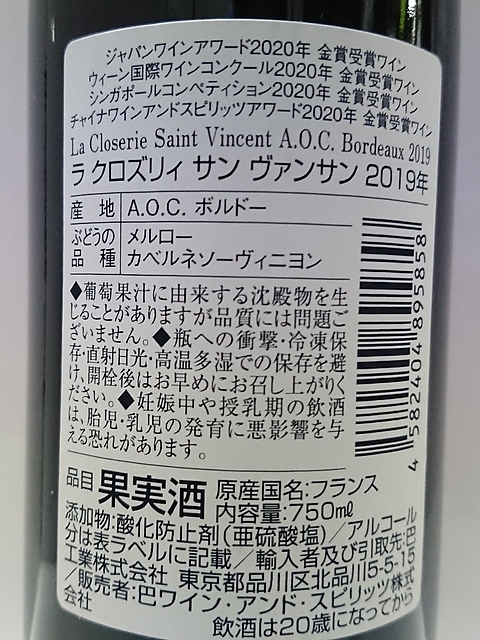 ジャパンワインアワード2020年 金賞受賞ワイン
ウィーン国際ワインコンクール2020年 金賞受賞ワイン
シンガポールコンペティション2020年 金賞受賞ワイン
チャイナワインアンドスピリッツアワード2020年 金賞受賞ワイン
La Closerie Saint Vincent A.O.C. Bordeaux 2019
ラ クロズリィ サン ヴァンサン 2019年
産 地 A.O.C. ボルドー
ぶどうの品 種 メルロー
カベルネソーヴィニヨン
◆葡萄果汁に由来する沈殿物を生
じることがありますが品質には問題ご
ざいません。◆瓶への衝撃・冷凍保
存・直射日光・高温多湿での保存を避
け、開栓後はお早めにお召し上がりく
ださい。◆妊娠中や授乳期の飲酒
は、胎児・乳児の発育に悪影響を与
える恐れがあります。
4 582404 895858
品目 果実酒 原産国名:フランス
内容量:750㎖
添加物:酸化防止剤(亜硫酸塩)/アルコール
分は表ラベルに記載/輸入者及び引取先:巴
工業株式会社 東京都品川区北品川5-5-15
/販売者:巴ワイン・アンド・スピリッツ株式
会社
飲酒は20歳になってから